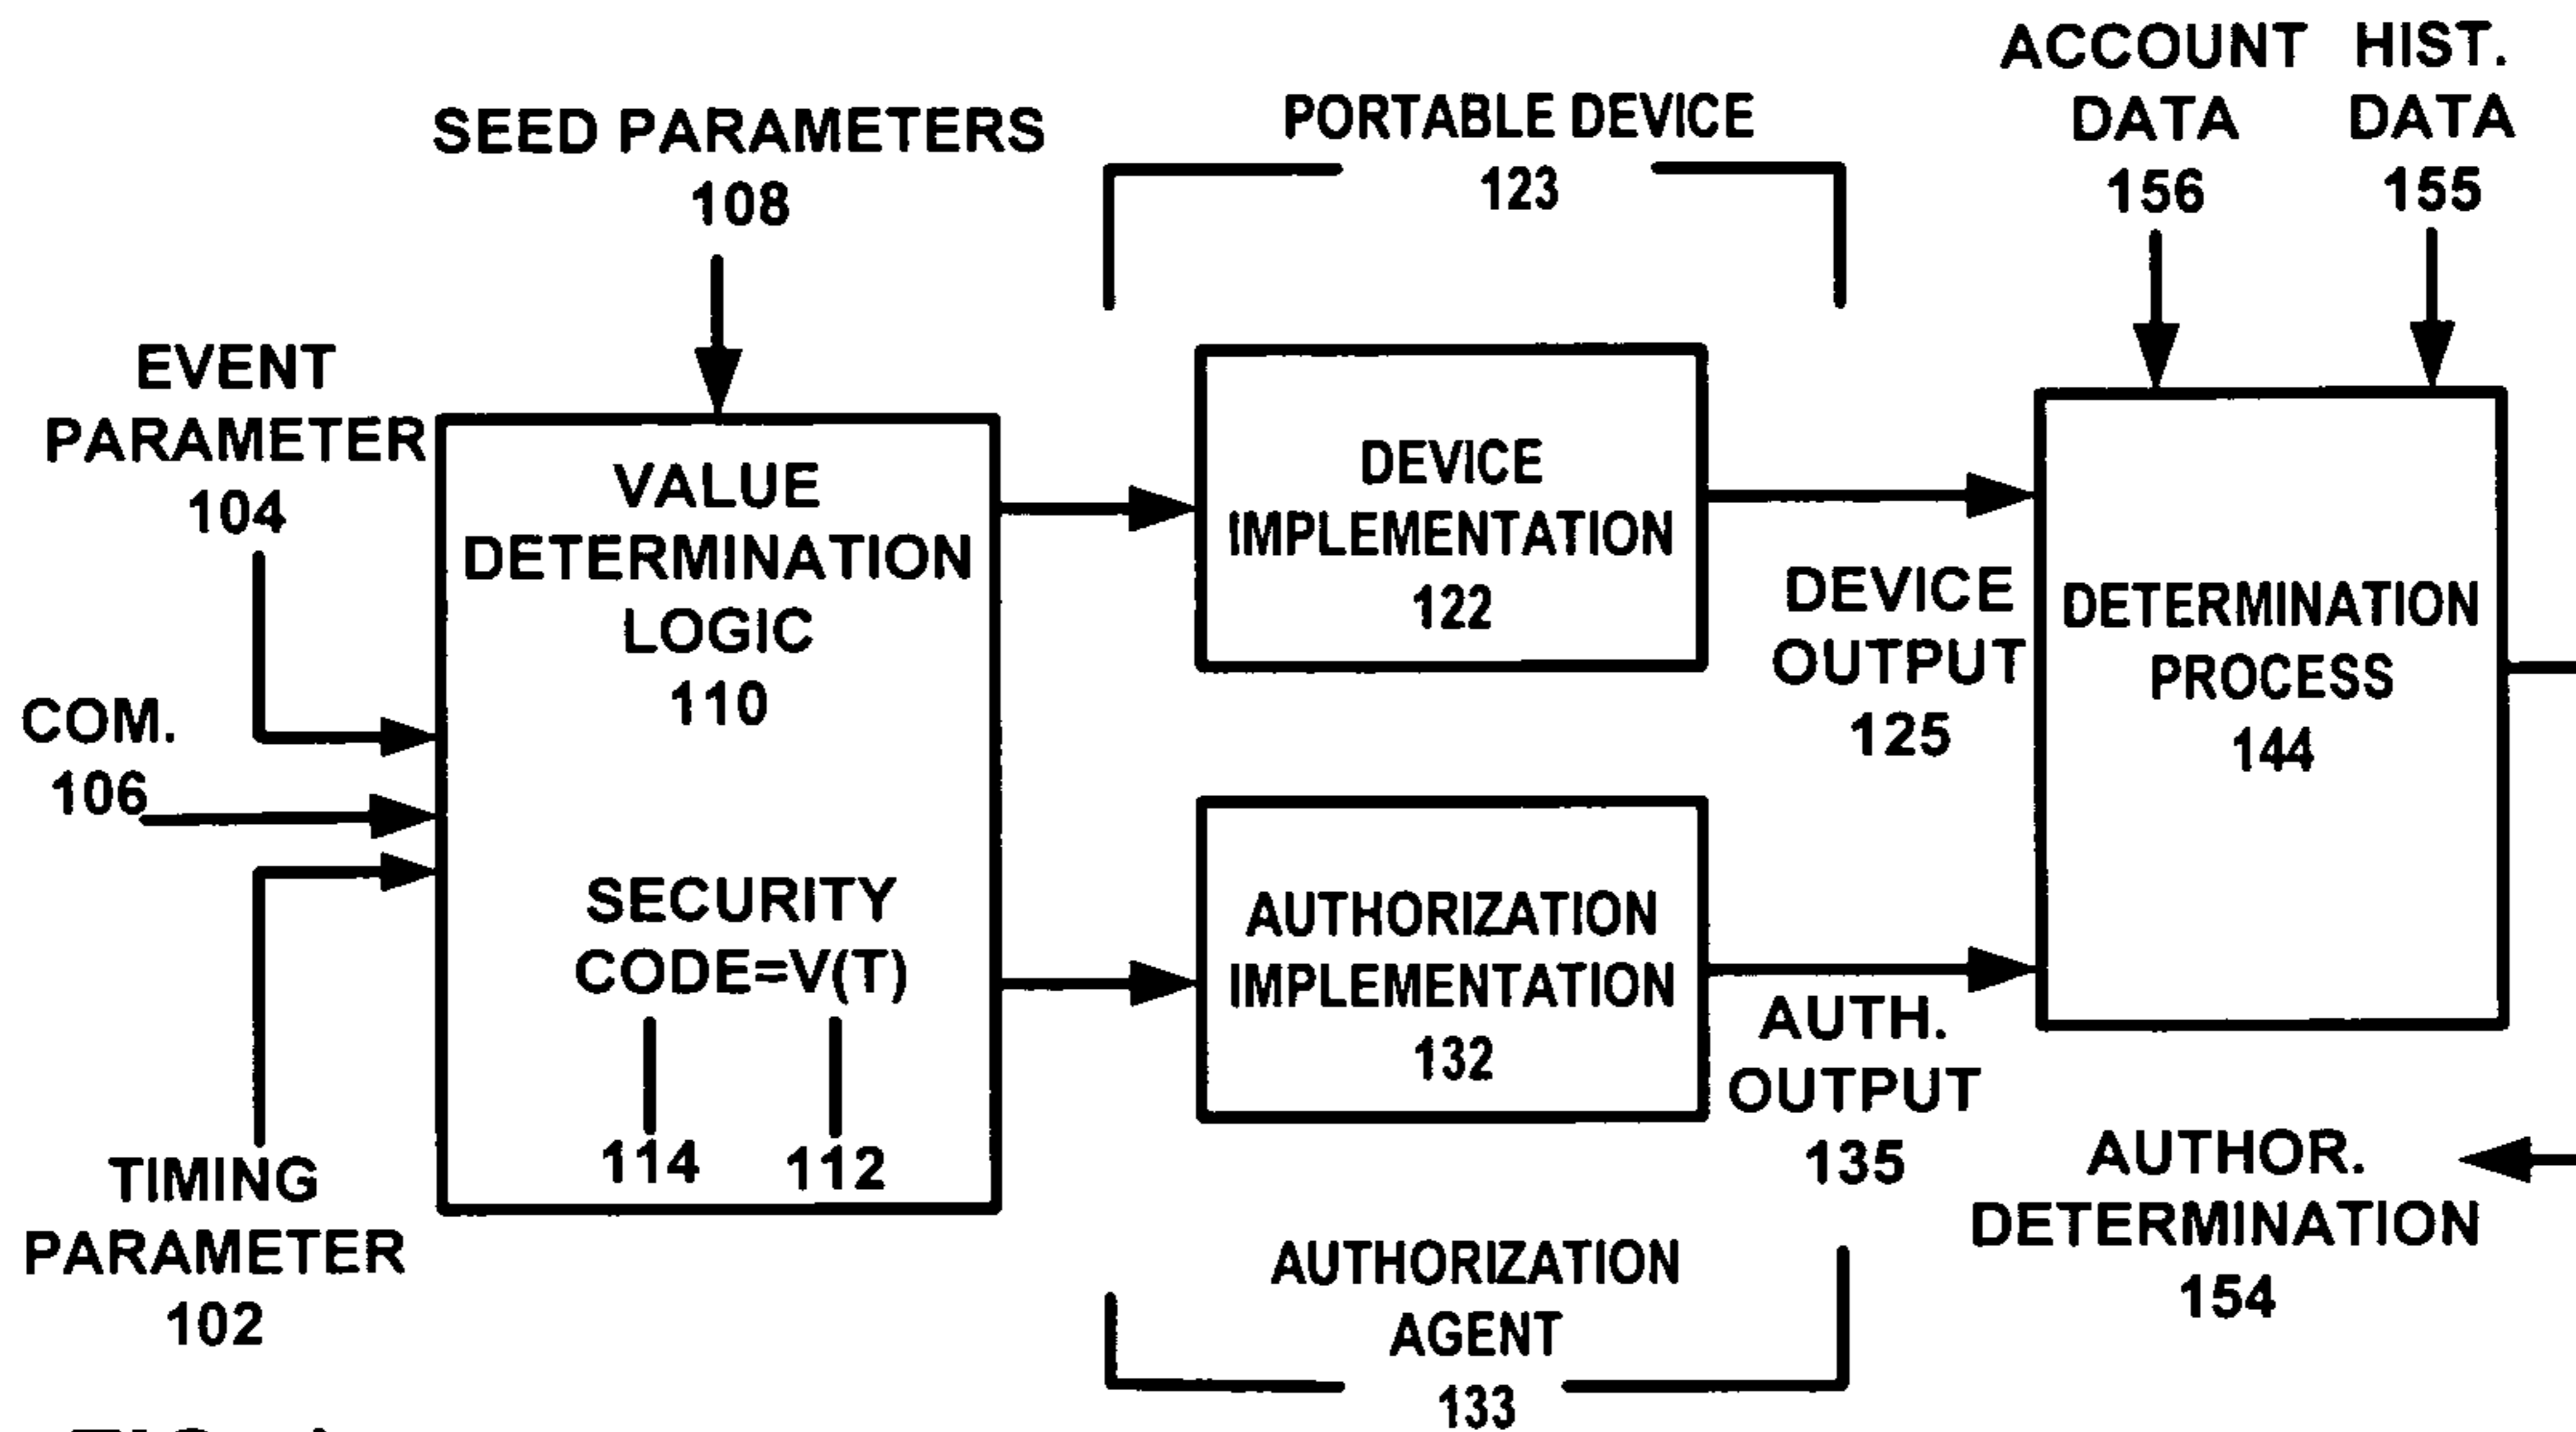 SEED PARAMETERS
108
PORTABLE DEVICE
123
ACCOUNT
DATA
156
HIST.
DATA
155
EVENT
PARAMETER
104
COM.
106
TIMING
PARAMETER
102
VALUE
DETERMINATION
LOGIC
110
SECURITY
CODE=V(T)
114 112
DEVICE
IMPLEMENTATION
122
DEVICE
OUTPUT
125
AUTHORIZATION
IMPLEMENTATION
132
AUTH.
OUTPUT
135
AUTHORIZATION
AGENT
133
DETERMINATION
PROCESS
144
AUTHOR.
DETERMINATION
154